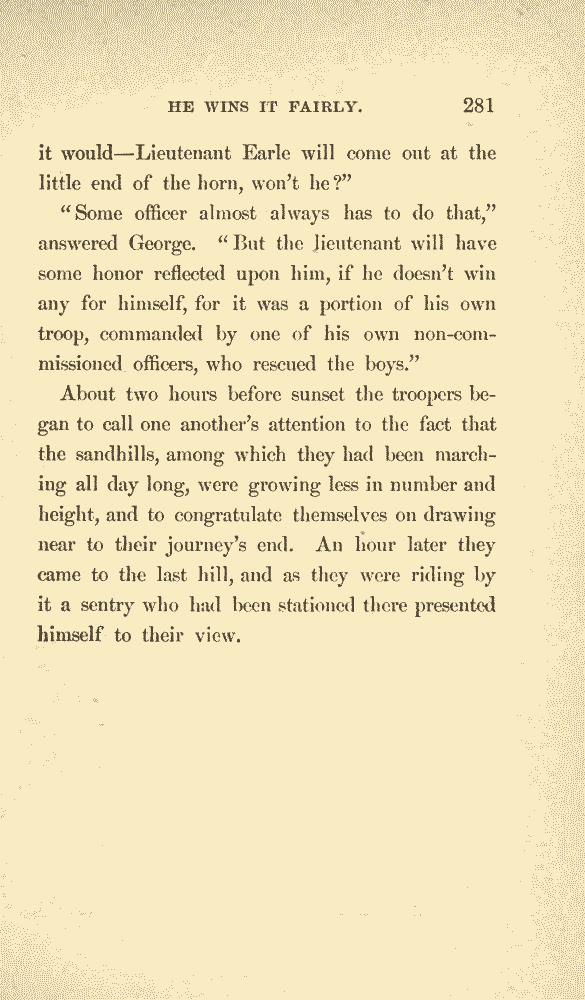 HE WINS IT FAIRLY. 281
it would—Lieutenant Earle will come out at the
little end of the horn, won't he?”
“Some officer almost always has to do that,”
answered George. “But the lieutenant will have
some honor reflected upon him, if he doesn't win
any for himself, for it was a portion of his own
troop, commanded by one of his own non-com-
missioned officers, who rescued the boys.”
About two hours before sunset the troopers be-
gan to call one another's attention to the fact that
the sandhills, among which they had been march-
ing all day long, were growing less in number and
height, and to congratulate themselves on drawing
near to their journey's end. An hour later they
came to the last hill, and as they were riding by
it a sentry who had been stationed there presented
himself to their view.